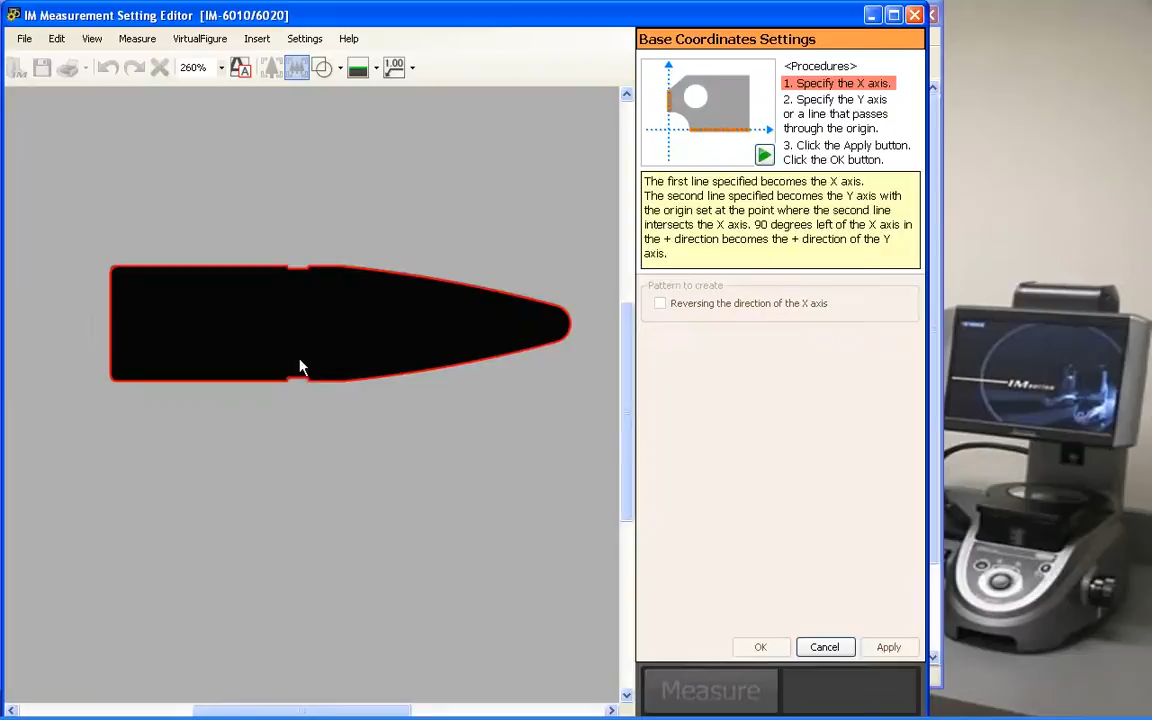 IM Measurement Setting Editor [IM-6010/6020]
File Edit View Measure VirtualFigure Insert Settings Help
260%
1.00
Base Coordinates Settings
<Procedures>
1. Specify the X axis.
2. Specify the Y axis
or a line that passes
through the origin.
3. Click the Apply button.
Click the OK button.
The first line specified becomes the X axis.
The second line specified becomes the Y axis with
the origin set at the point where the second line
intersects the X axis. 90 degrees left of the X axis in
the + direction becomes the + direction of the Y
axis.
Pattern to create
Reversing the direction of the X axis
OK Cancel Apply
Measure
IM series